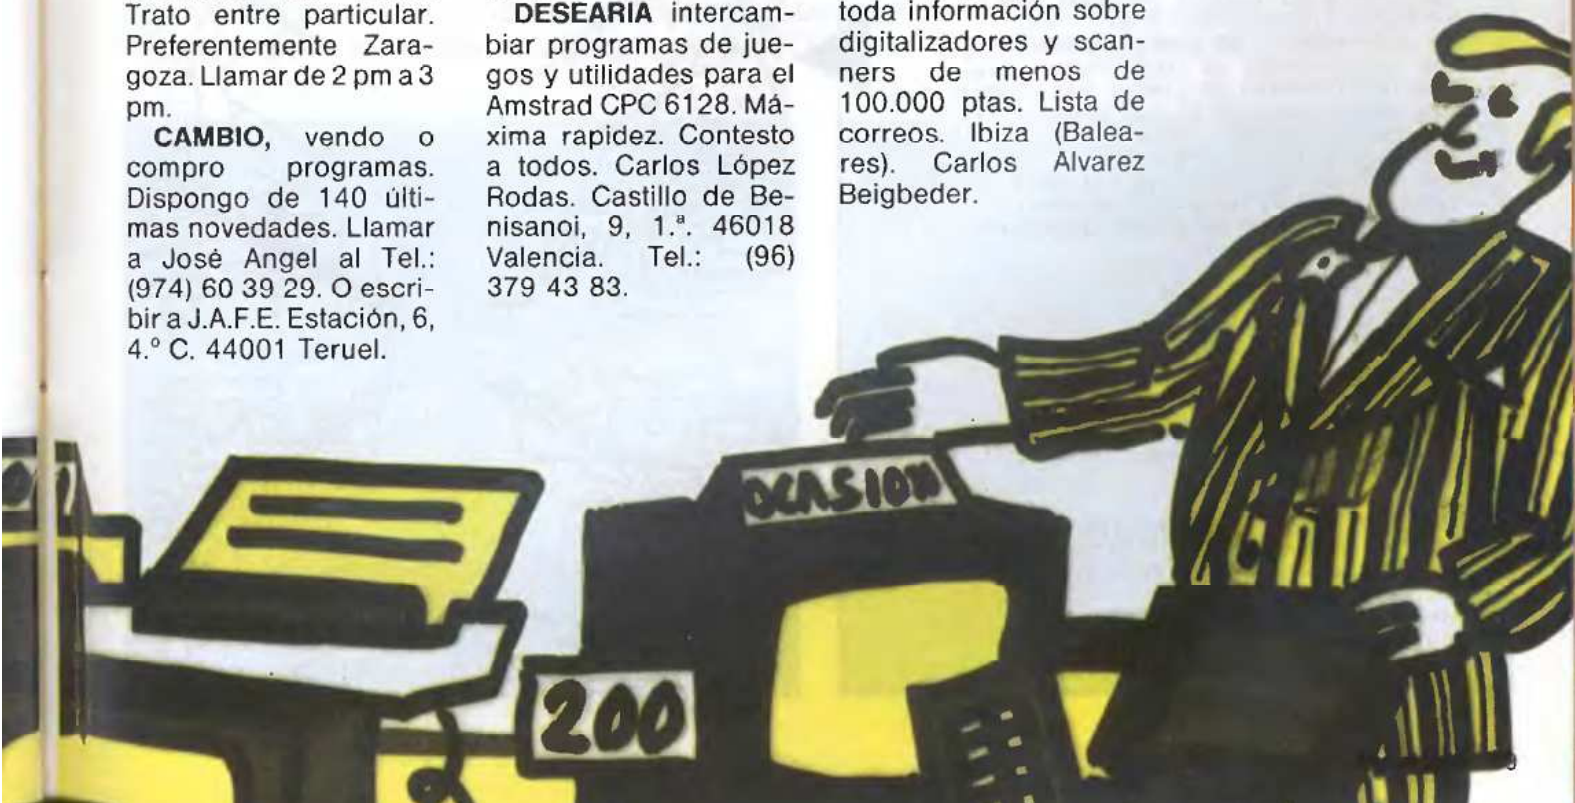 Trato entre particular.
Preferentemente Zara-
goza. Llamar de 2 pm a 3
pm.
CAMBIO, vendo o
compro programas.
Dispongo de 140 últi-
mas novedades. Llamar
a José Angel al Tel.:
(974) 60 39 29. O escri-
bir a J.A.F.E. Estación, 6,
4.º C. 44001 Teruel.
DESEARIA intercam-
biar programas de jue-
gos y utilidades para el
Amstrad CPC 6128. Má-
xima rapidez. Contesto
a todos. Carlos López
Rodas. Castillo de Be-
nisanoi, 9, 1.ª. 46018
Valencia. Tel.: (96)
379 43 83.
toda información sobre
digitalizadores y scan-
ners de menos de
100.000 ptas. Lista de
correos. Ibiza (Balea-
res). Carlos Alvarez
Beigbeder.
OCASION
200